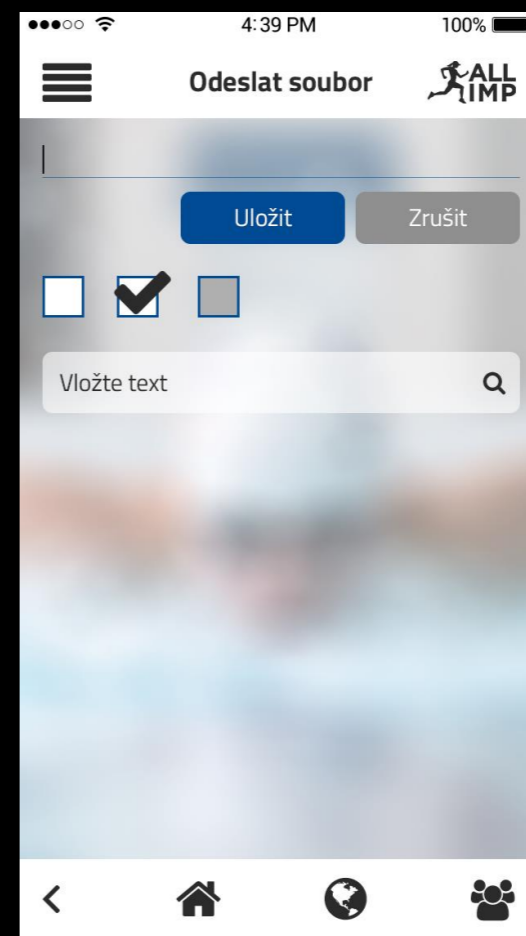 4:39 PM
100%
Odeslat soubor
ALL
IMP
Uložit
Zrušit
Vložte text